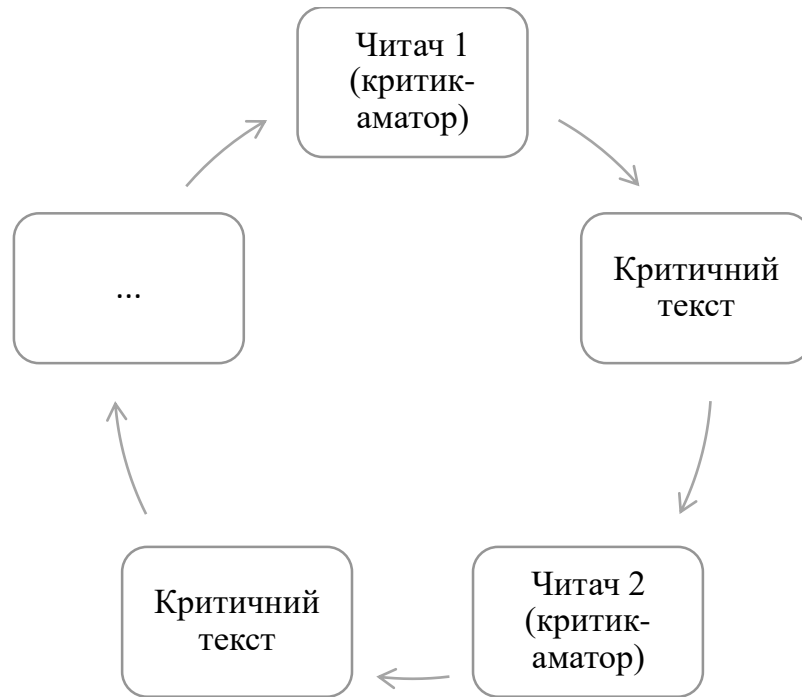 Читач 1
(критик-
аматор)
Критичний
текст
Читач 2
(критик-
аматор)
Критичний
текст
...